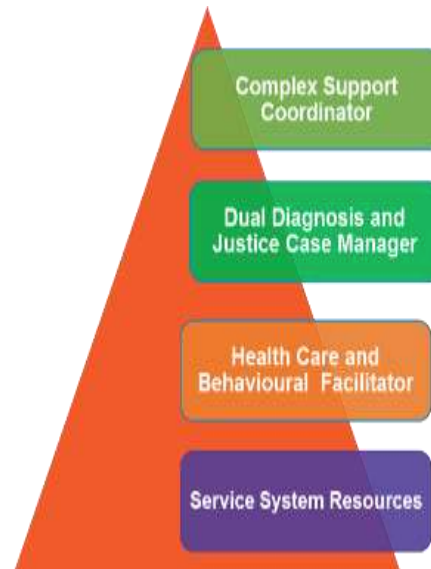 Complex Support
Coordinator
Dual Diagnosis and
Justice Case Manager
Health Care and
Behavioural Facilitator
Service System Resources